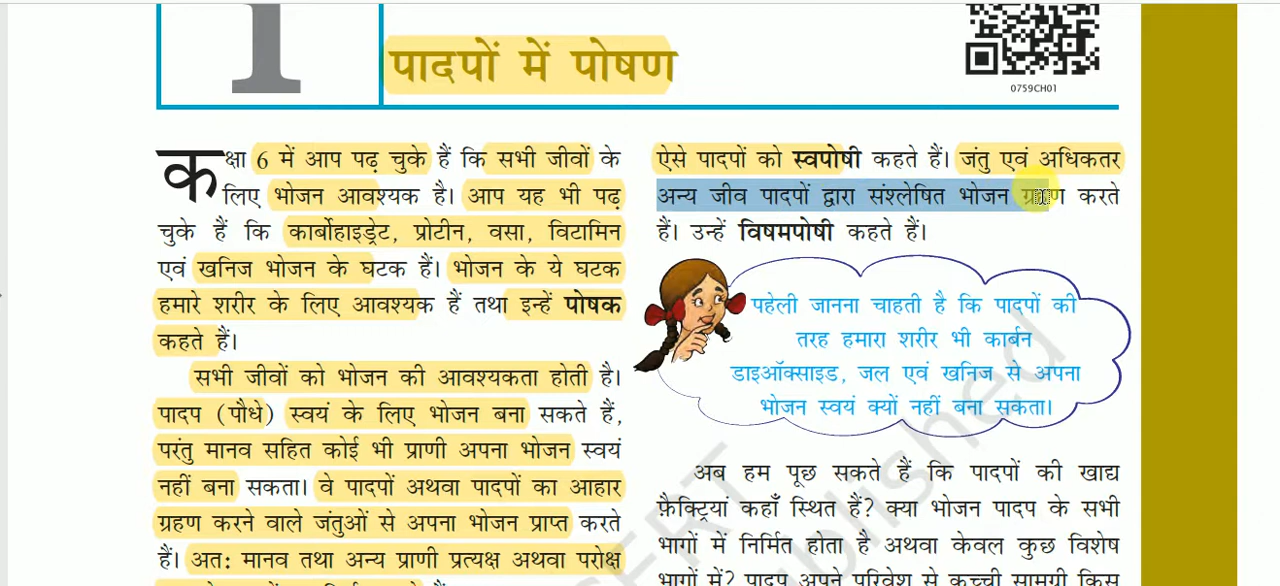 1
पादपों में पोषण
0759CH01
कक्षा 6 में आप पढ़ चुके हैं कि सभी जीवों के
लिए भोजन आवश्यक है। आप यह भी पढ़
चुके हैं कि कार्बोहाइड्रेट, प्रोटीन, वसा, विटामिन
एवं खनिज भोजन के घटक हैं। भोजन के ये घटक
हमारे शरीर के लिए आवश्यक हैं तथा इन्हें पोषक
कहते हैं।
सभी जीवों को भोजन की आवश्यकता होती है।
पादप (पौधे) स्वयं के लिए भोजन बना सकते हैं,
परंतु मानव सहित कोई भी प्राणी अपना भोजन स्वयं
नहीं बना सकता। वे पादपों अथवा पादपों का आहार
ग्रहण करने वाले जंतुओं से अपना भोजन प्राप्त करते
हैं। अतः मानव तथा अन्य प्राणी प्रत्यक्ष अथवा परोक्ष
ऐसे पादपों को स्वपोषी कहते हैं। जंतु एवं अधिकतर
अन्य जीव पादपों द्वारा संश्लेषित भोजन ग्रहण करते
हैं। उन्हें विषमपोषी कहते हैं।
पहेली जानना चाहती है कि पादपों की
तरह हमारा शरीर भी कार्बन
डाइऑक्साइड, जल एवं खनिज से अपना
भोजन स्वयं क्यों नहीं बना सकता।
अब हम पूछ सकते हैं कि पादपों की खाद्य
फ़ैक्ट्रियां कहाँ स्थित हैं? क्या भोजन पादप के सभी
भागों में निर्मित होता है अथवा केवल कुछ विशेष
भागों में? पादप अपने परिवेश से कच्ची सामग्री किस